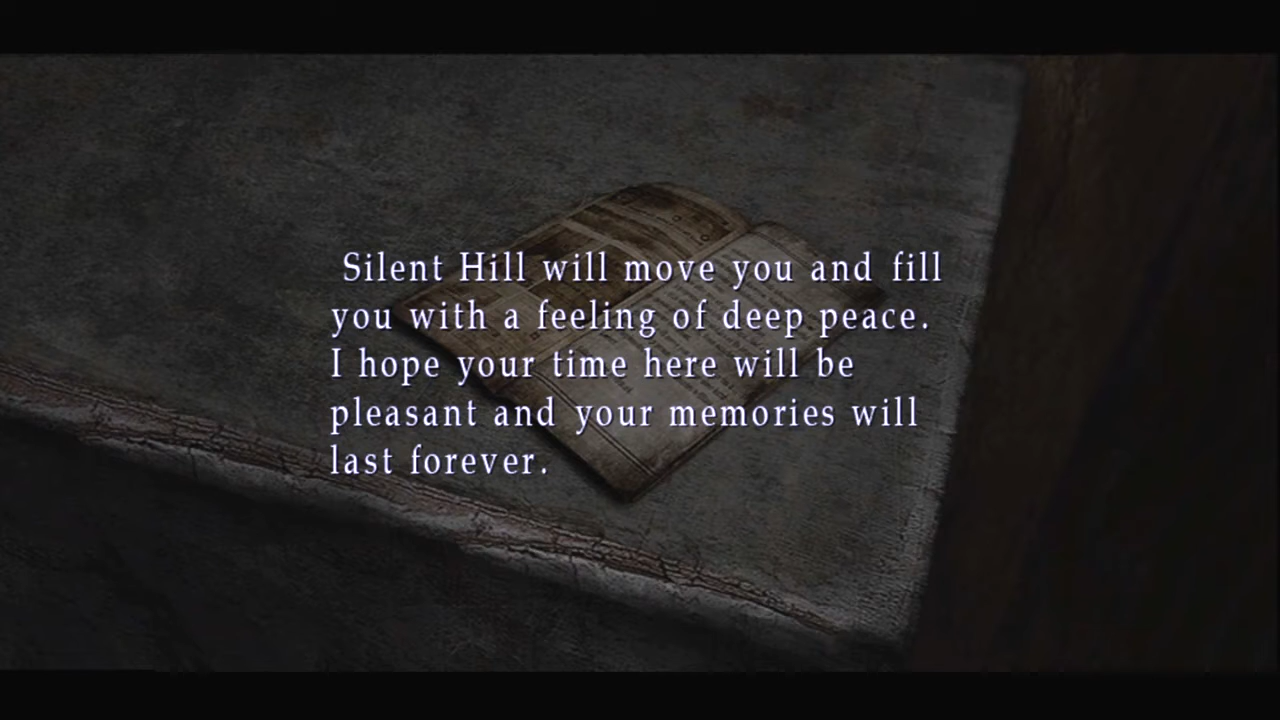 Silent Hill will move you and fill
you with a feeling of deep peace.
I hope your time here will be
pleasant and your memories will
last forever.